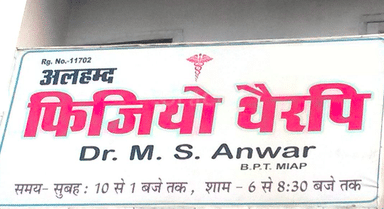 Rg. No.-11702
अलहम्द
फिजियो थैरपि
Dr. M. S. Anwar
B.P.T. MIAP
समय- सुबह : 10 से 1 बजे तक , शाम - 6 से 8:30 बजे तक